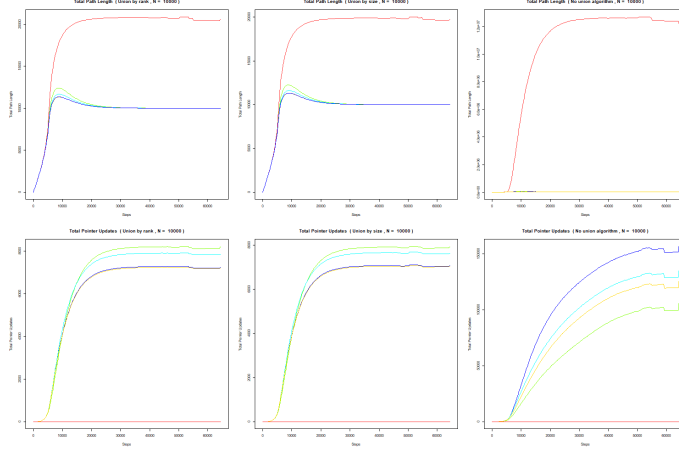 Total Path Length ( Union by rank , N = 10000 )
Total Path Length ( Union by size , N = 10000 )
Total Path Length ( No union algorithm , N = 10000 )
Total Path Length
Total Path Length
Total Path Length
0 10000 20000 30000 40000 50000 60000
0 10000 20000 30000 40000 50000 60000
0 10000 20000 30000 40000 50000 60000
Steps
Steps
Steps
Total Pointer Updates ( Union by rank , N = 10000 )
Total Pointer Updates ( Union by size , N = 10000 )
Total Pointer Updates ( No union algorithm , N = 10000 )
Total Pointer Updates
Total Pointer Updates
Total Pointer Updates
0 10000 20000 30000 40000 50000 60000
0 10000 20000 30000 40000 50000 60000
0 10000 20000 30000 40000 50000 60000
Steps
Steps
Steps